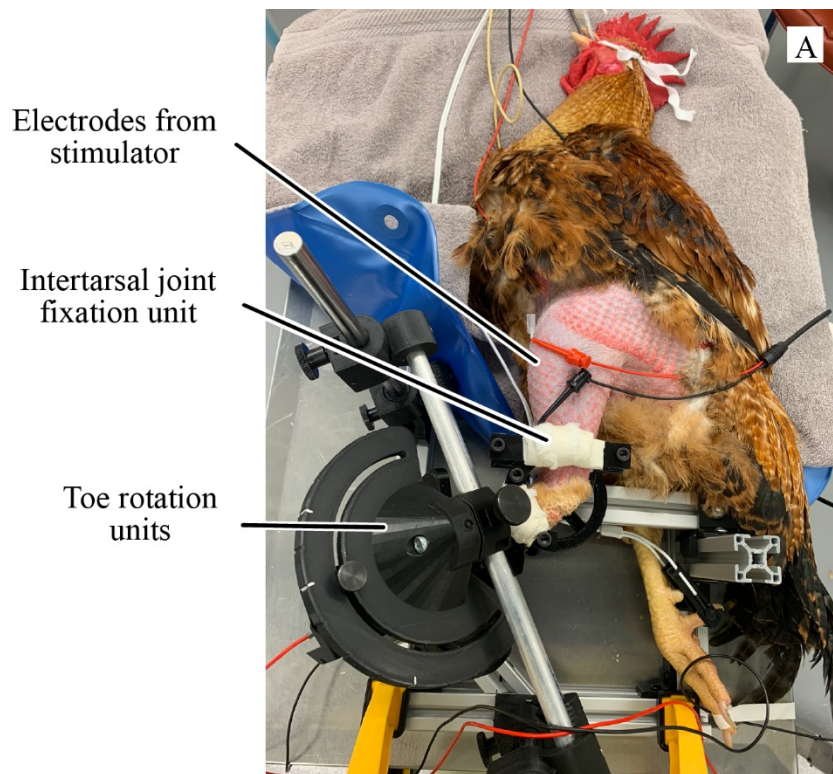 A
Electrodes from
stimulator
Intertarsal joint
fixation unit
Toe rotation
units